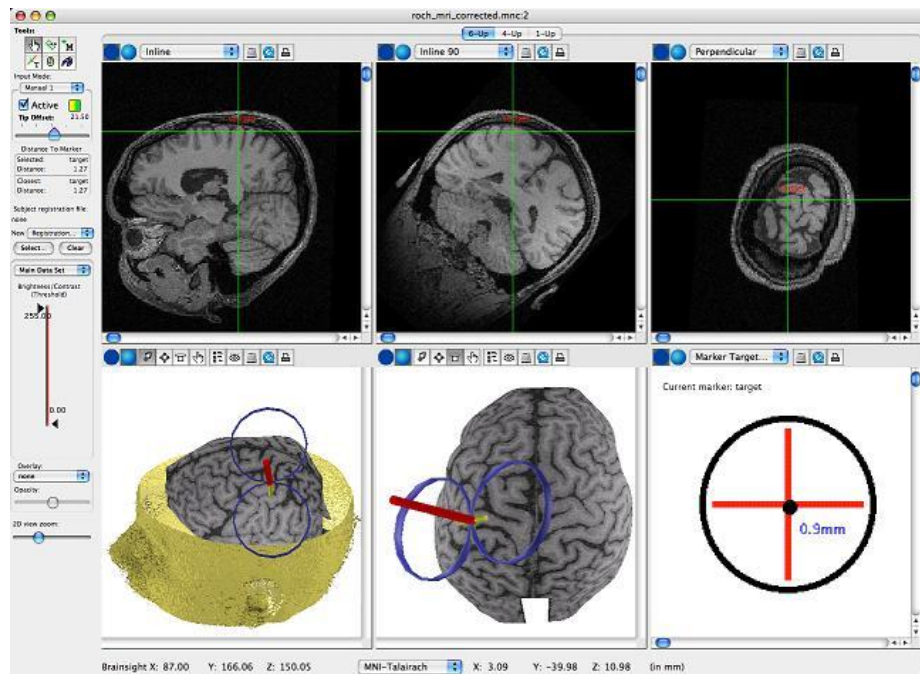 roch_mri_corrected.mnc:2
6-Up 4-Up 1-Up
Tools:
Input Mode:
Manual 1
Active
Tip Offset: 21.50
Distance To Marker
Selected: target
Distance: 1.27
Closest: target
Distance: 1.27
Subject registration file:
none
New Registration...
Select... Clear
Main Data Set
Brightness/Contrast
(Threshold)
255.00
0.00
Overlay:
none
Opacity:
2D view zoom:
Inline
Inline 90
Perpendicular
Marker Target...
Current marker: target
0.9mm
Brainsight X: 87.00 Y: 166.06 Z: 150.05 MNI-Talairach X: 3.09 Y: -39.98 Z: 10.98 (in mm)